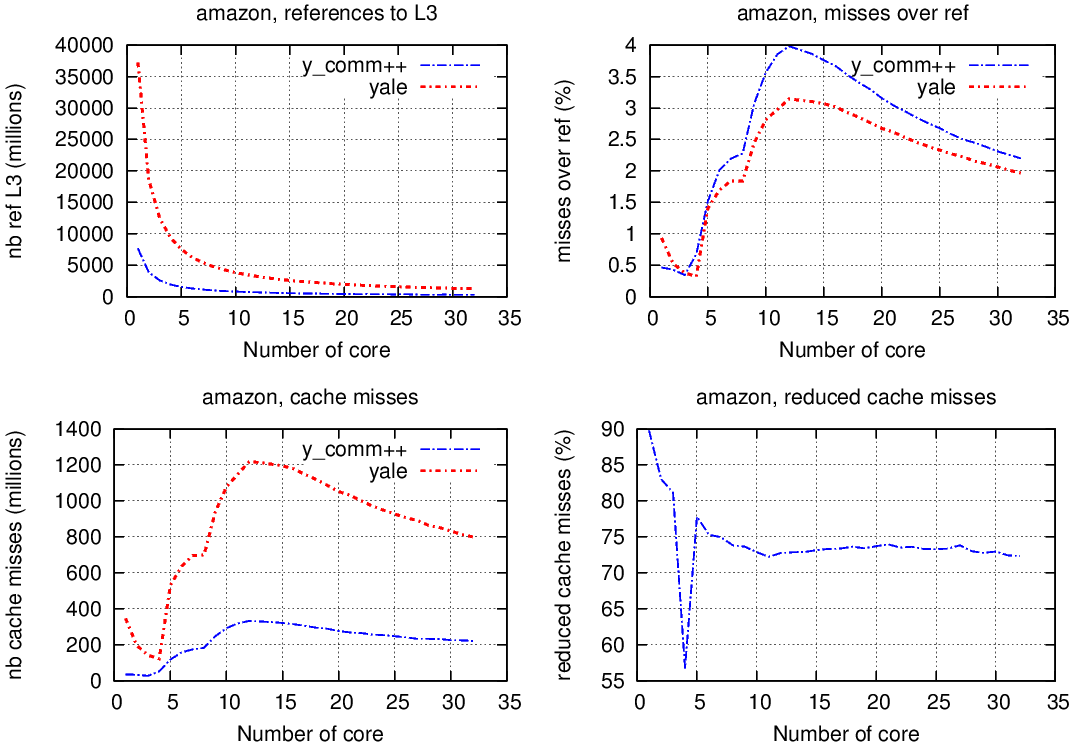 amazon, references to L3
nb ref L3 (millions)
40000
35000
30000
25000
20000
15000
10000
5000
0
y_comm++
yale
0 5 10 15 20 25 30 35
Number of core
amazon, misses over ref
misses over ref (%)
4
3.5
3
2.5
2
1.5
1
0.5
0
y_comm++
yale
0 5 10 15 20 25 30 35
Number of core
amazon, cache misses
nb cache misses (millions)
1400
1200
1000
800
600
400
200
0
y_comm++
yale
0 5 10 15 20 25 30 35
Number of core
amazon, reduced cache misses
reduced cache misses (%)
90
85
80
75
70
65
60
55
0 5 10 15 20 25 30 35
Number of core